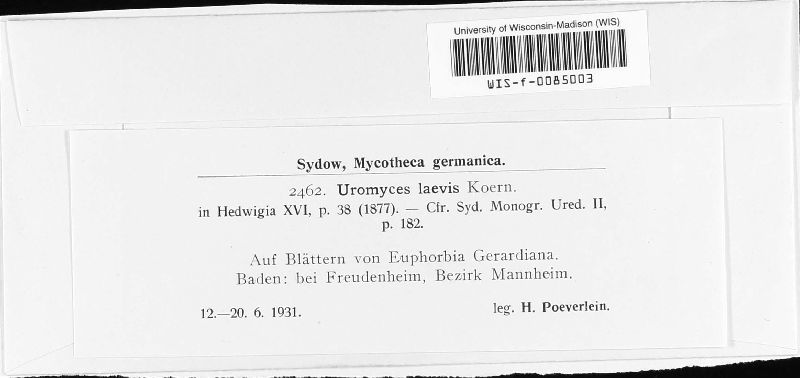 University of Wisconsin-Madison (WIS)
WIS-f-0085003
Sydow, Mycotheca germanica.
2462. Uromyces laevis Koern.
in Hedwigia XVI, p. 38 (1877). — Cfr. Syd. Monogr. Ured. II,
p. 182.
Auf Blättern von Euphorbia Gerardiana.
Baden: bei Freudenheim, Bezirk Mannheim.
12.—20. 6. 1931.
leg. H. Poeverlein.